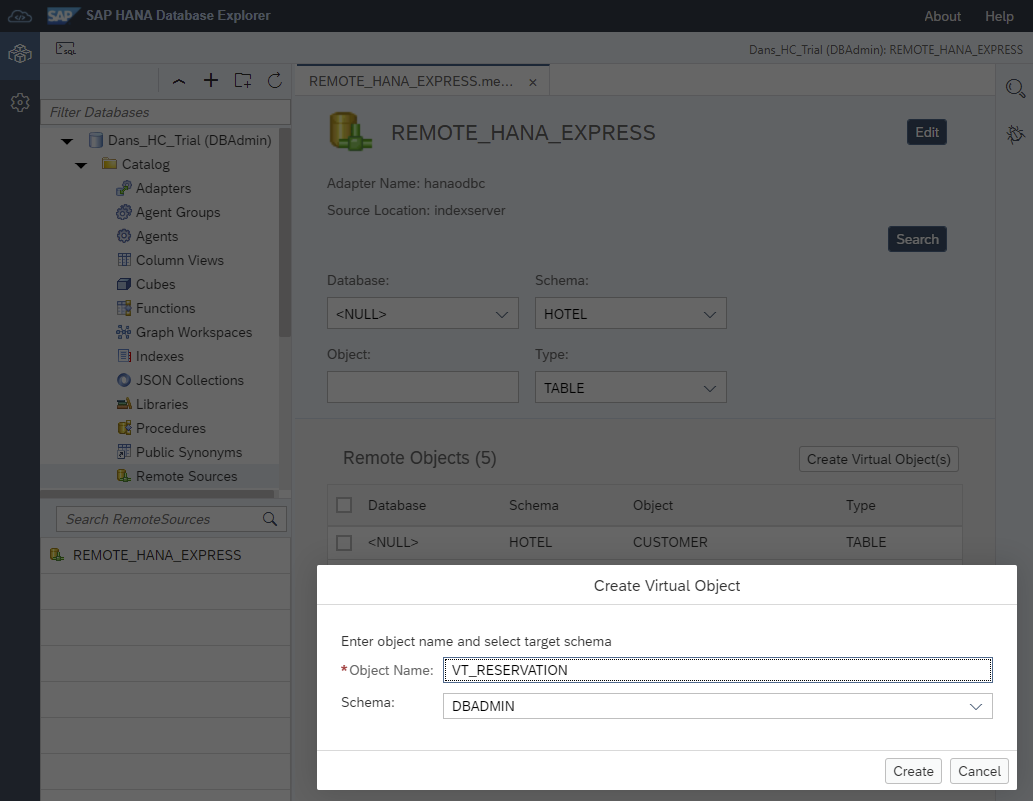 SAP SAP HANA Database Explorer About Help
SQL
Dans_HC_Trial (DBAdmin): REMOTE_HANA_EXPRESS
Filter Databases
Dans_HC_Trial (DBAdmin)
Catalog
Adapters
Agent Groups
Agents
Column Views
Cubes
Functions
Graph Workspaces
Indexes
JSON Collections
Libraries
Procedures
Public Synonyms
Remote Sources
Search RemoteSources
REMOTE_HANA_EXPRESS
REMOTE_HANA_EXPRESS.me... ×
REMOTE_HANA_EXPRESS Edit
Adapter Name: hanaodbc
Source Location: indexserver
Search
Database: Schema:
<NULL> HOTEL
Object: Type:
TABLE
Remote Objects (5) Create Virtual Object(s)
Database Schema Object Type
<NULL> HOTEL CUSTOMER TABLE
Create Virtual Object
Enter object name and select target schema
*Object Name: VT_RESERVATION
Schema: DBADMIN
Create Cancel